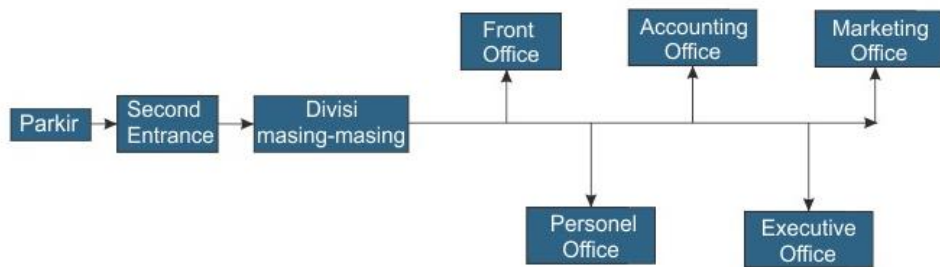 Front
Office
Accounting
Office
Marketing
Office
Parkir
Second
Entrance
Divisi
masing-masing
Personel
Office
Executive
Office